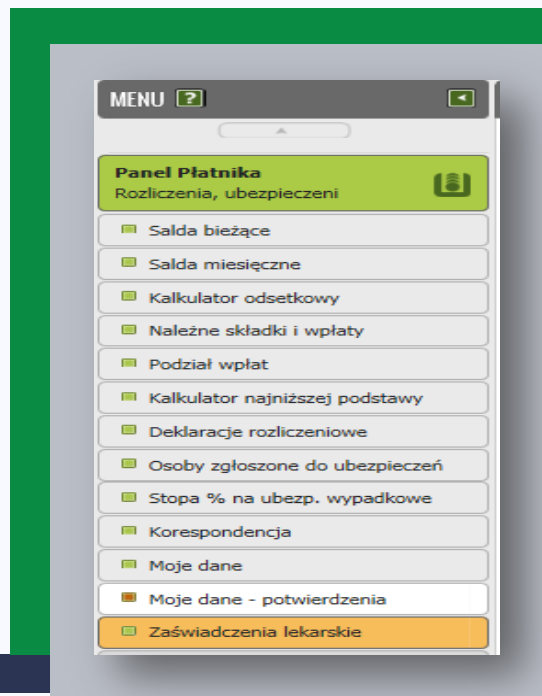 MENU ?
Panel Płatnika
Rozliczenia, ubezpieczeni
Salda bieżące
Salda miesięczne
Kalkulator odsetkowy
Należne składki i wpłaty
Podział wpłat
Kalkulator najniższej podstawy
Deklaracje rozliczeniowe
Osoby zgłoszone do ubezpieczeń
Stopa % na ubezp. wypadkowe
Korespondencja
Moje dane
Moje dane - potwierdzenia
Zaświadczenia lekarskie